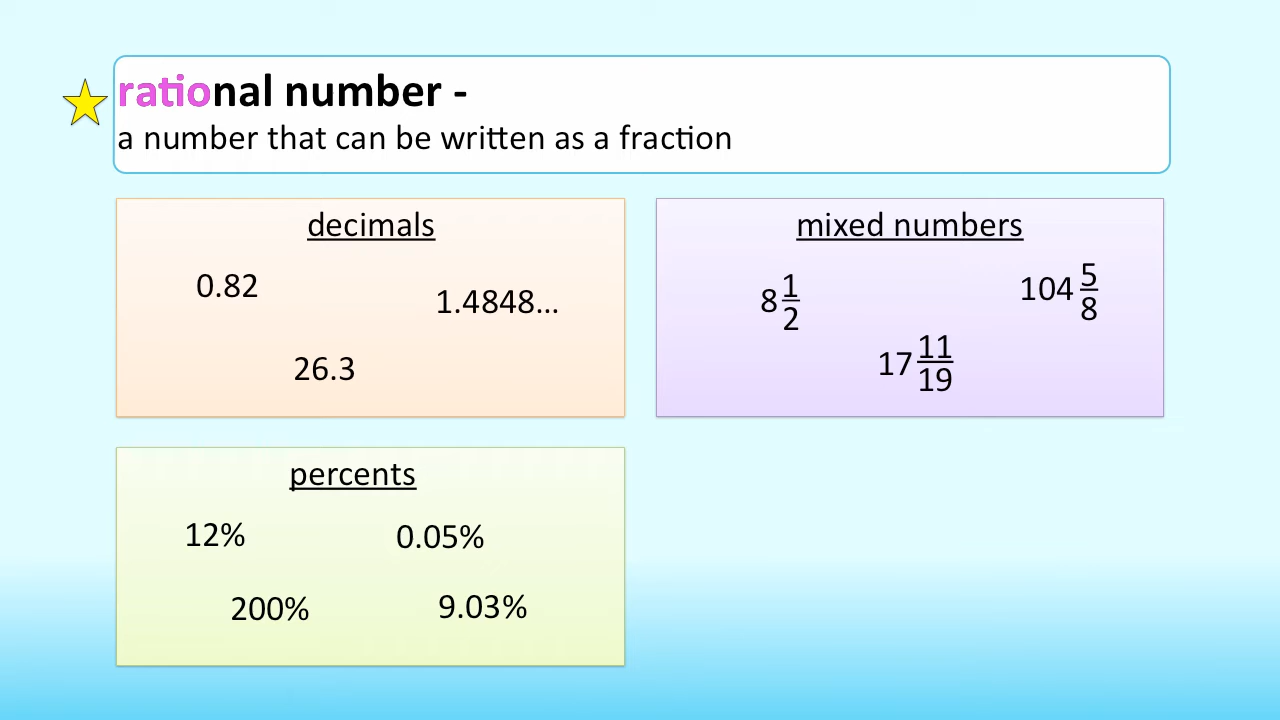 rational number -
a number that can be written as a fraction
decimals
0.82
1.4848...
26.3
mixed numbers
8 1/2
104 5/8
17 11/19
percents
12%
0.05%
200%
9.03%